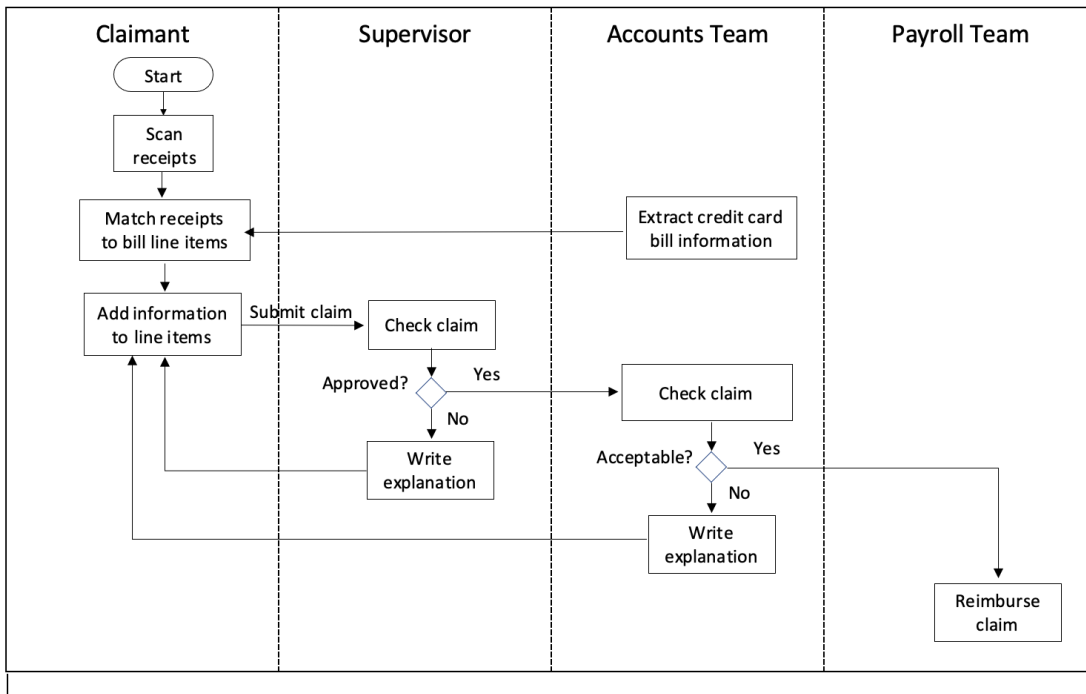 Claimant
Supervisor
Accounts Team
Payroll Team
Start
Scan
receipts
Match receipts
to bill line items
Extract credit card
bill information
Add information
to line items
Submit claim
Check claim
Approved?
Yes
No
Check claim
Write
explanation
Acceptable?
Yes
No
Write
explanation
Reimburse
claim